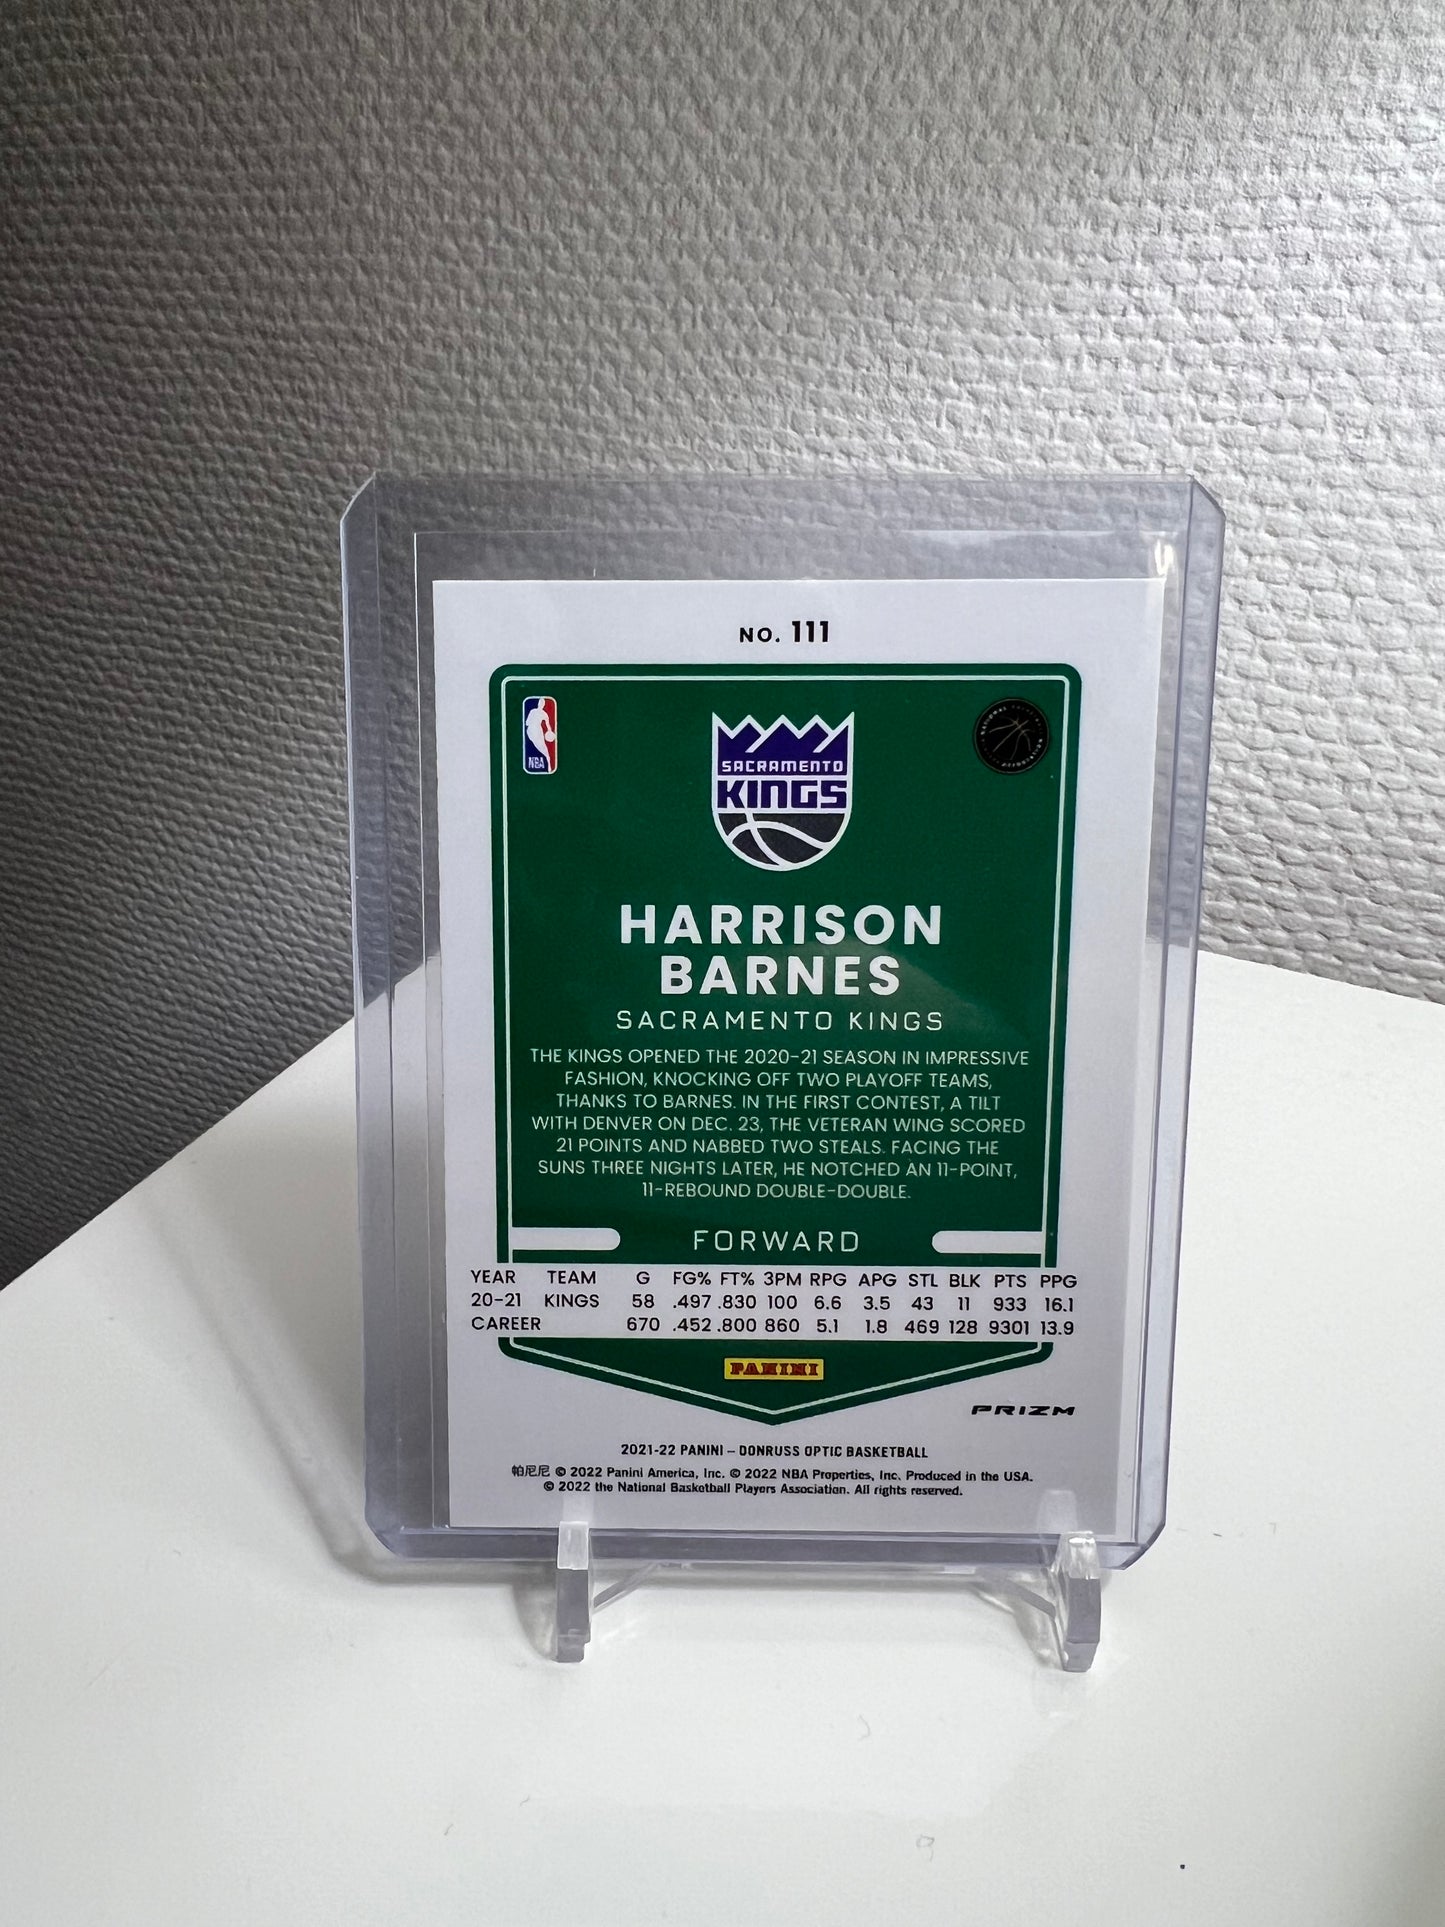 NO. 111
NBA
SACRAMENTO
KINGS
HARRISON
BARNES
SACRAMENTO KINGS
THE KINGS OPENED THE 2020-21 SEASON IN IMPRESSIVE
FASHION, KNOCKING OFF TWO PLAYOFF TEAMS,
THANKS TO BARNES. IN THE FIRST CONTEST, A TILT
WITH DENVER ON DEC. 23, THE VETERAN WING SCORED
21 POINTS AND NABBED TWO STEALS. FACING THE
SUNS THREE NIGHTS LATER, HE NOTCHED AN 11-POINT,
11-REBOUND DOUBLE-DOUBLE.
FORWARD
YEAR TEAM G FG% FT% 3PM RPG APG STL BLK PTS PPG
20-21 KINGS 58 .497 .830 100 6.6 3.5 43 11 933 16.1
CAREER 670 .452 .800 860 5.1 1.8 469 128 9301 13.9
PANINI
PRIZM
2021-22 PANINI – DONRUSS OPTIC BASKETBALL
帕尼尼 © 2022 Panini America, Inc. © 2022 NBA Properties, Inc. Produced in the USA.
© 2022 the National Basketball Players Association. All rights reserved.